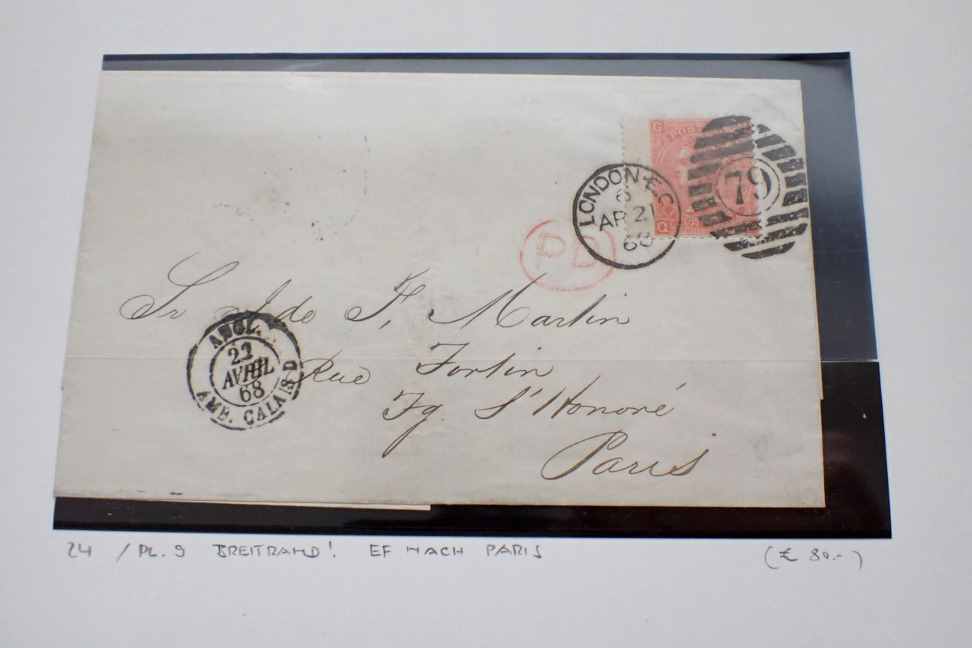 G
LONDON·E.C
6
AP 21
68
79
Q
PD
Sr Ido F. Martin
ANGL.
22
AVRIL
68
AMB. CALAIS D
Rue Fortin
Fg. St Honoré
Paris
24 / PL. 9 BREITRAND! EF NACH PARIS
(€ 80.-)